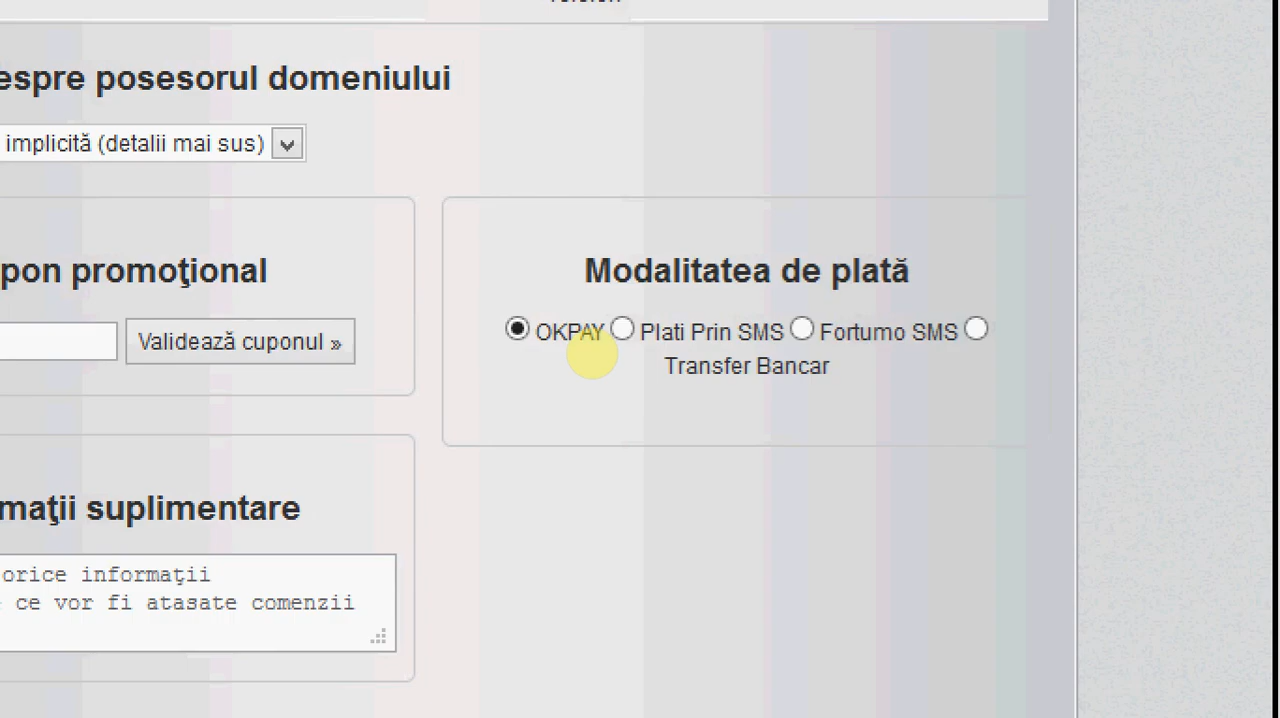 espre posesorul domeniului
implicită (detalii mai sus)
pon promoţional
Validează cuponul »
Modalitatea de plată
OKPAY Plati Prin SMS Fortumo SMS
Transfer Bancar
maţii suplimentare
orice informaţii
ce vor fi atasate comenzii